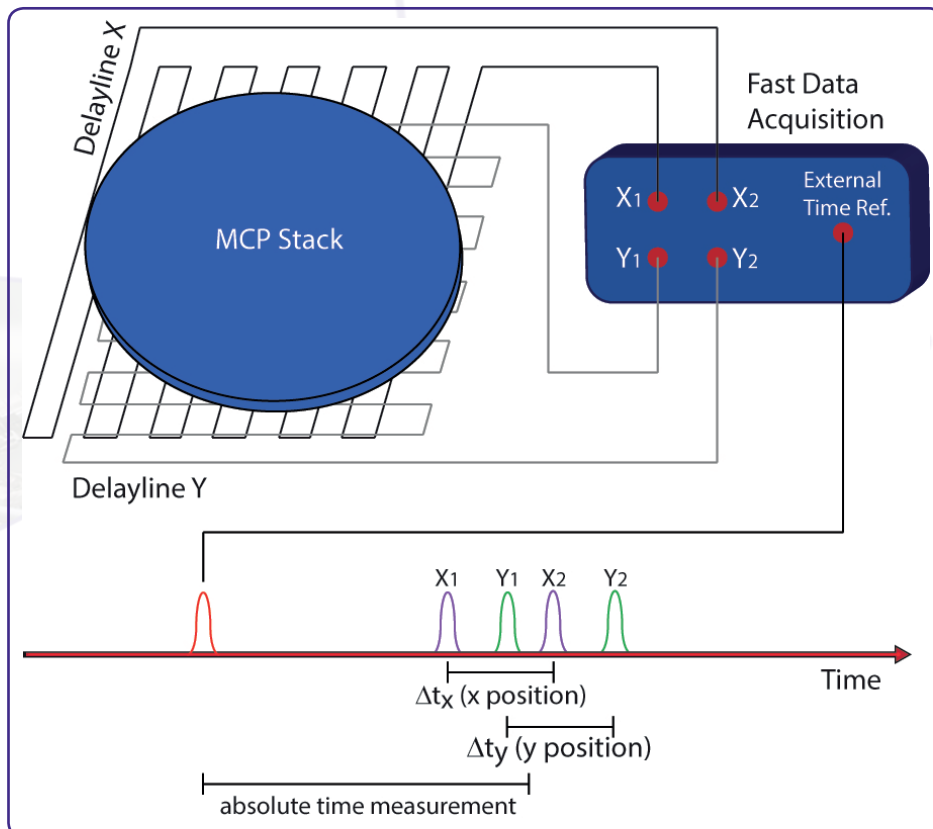 Delayline X
Fast Data
Acquisition
MCP Stack
X1
X2
External
Time Ref.
Y1
Y2
Delayline Y
X1 Y1 X2 Y2
Time
Δtx (x position)
Δty (y position)
absolute time measurement